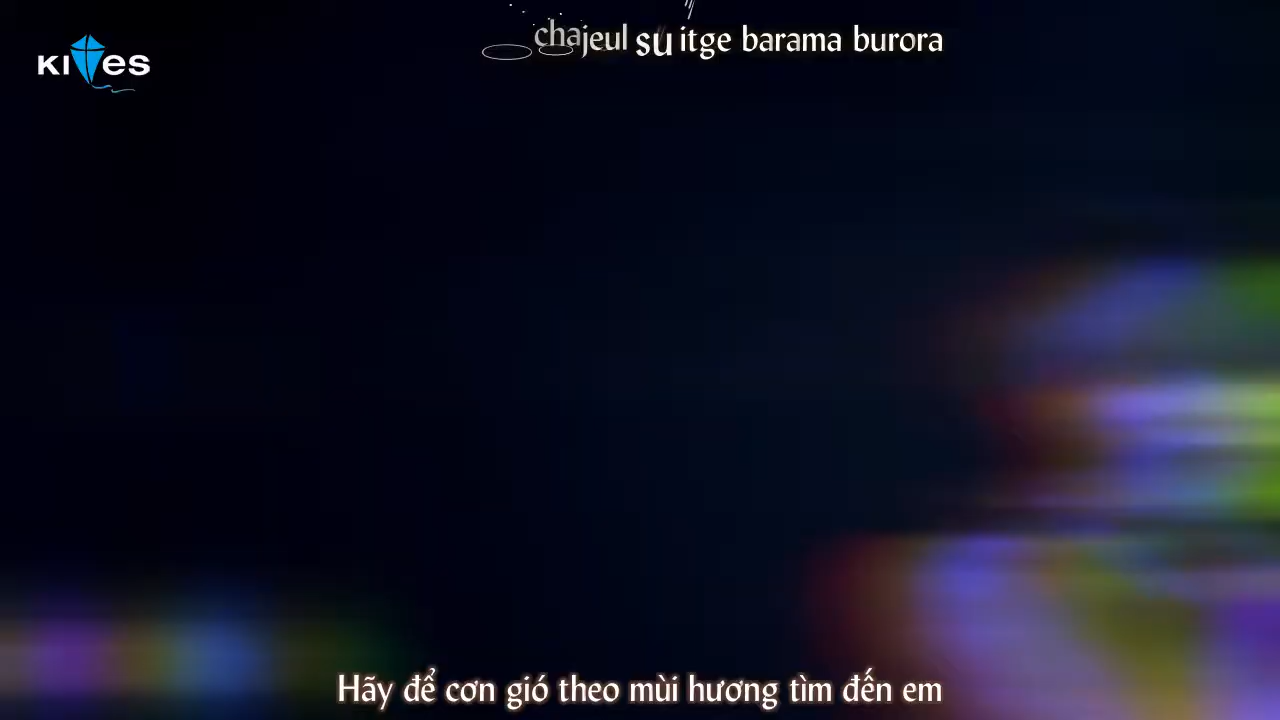 chajeul su itge barama burora
KITES
Hãy để cơn gió theo mùi hương tìm đến em